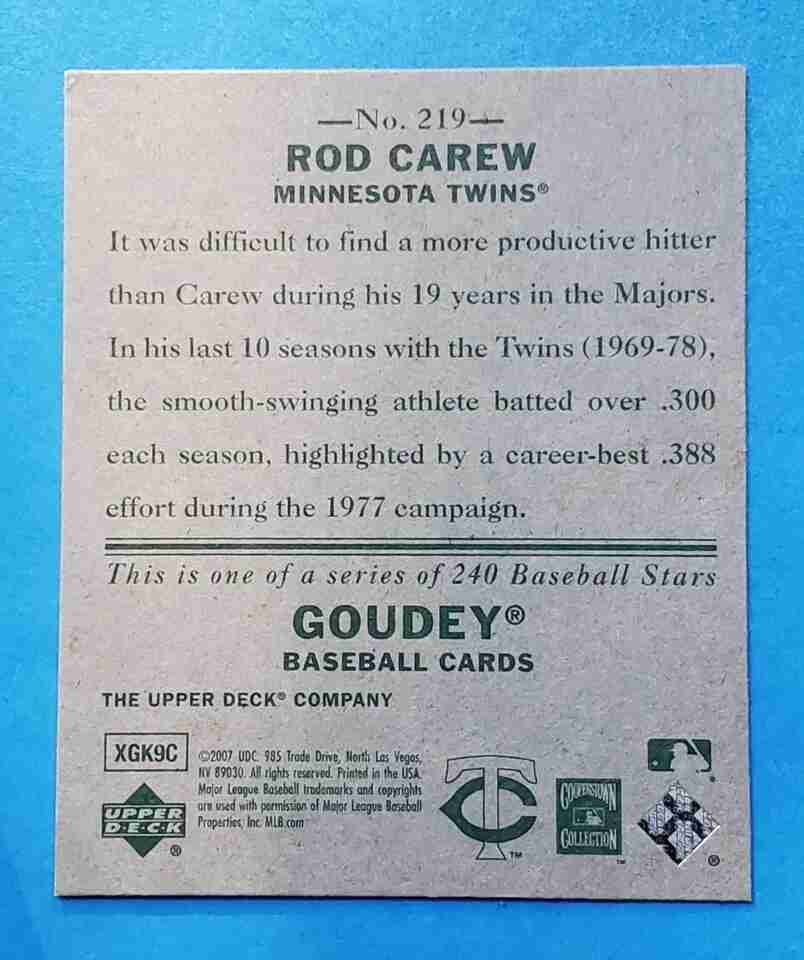 —No. 219—
ROD CAREW
MINNESOTA TWINS®
It was difficult to find a more productive hitter
than Carew during his 19 years in the Majors.
In his last 10 seasons with the Twins (1969-78),
the smooth-swinging athlete batted over .300
each season, highlighted by a career-best .388
effort during the 1977 campaign.
This is one of a series of 240 Baseball Stars
GOUDEY®
BASEBALL CARDS
THE UPPER DECK® COMPANY
XGK9C
©2007 UDC. 985 Trade Drive, North Las Vegas,
NV 89030. All rights reserved. Printed in the USA.
Major League Baseball trademarks and copyrights
are used with permission of Major League Baseball
Properties, Inc. MLB.com
UPPER
DECK
®
TC
™
COOPERSTOWN
COLLECTION
™
®
®